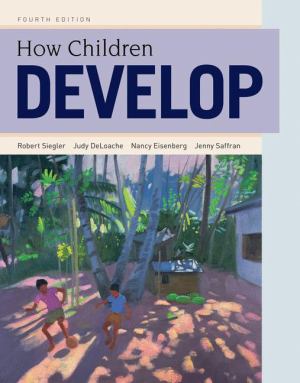 FOURTH EDITION
How Children
DEVELOP
Robert Siegler Judy DeLoache Nancy Eisenberg Jenny Saffran